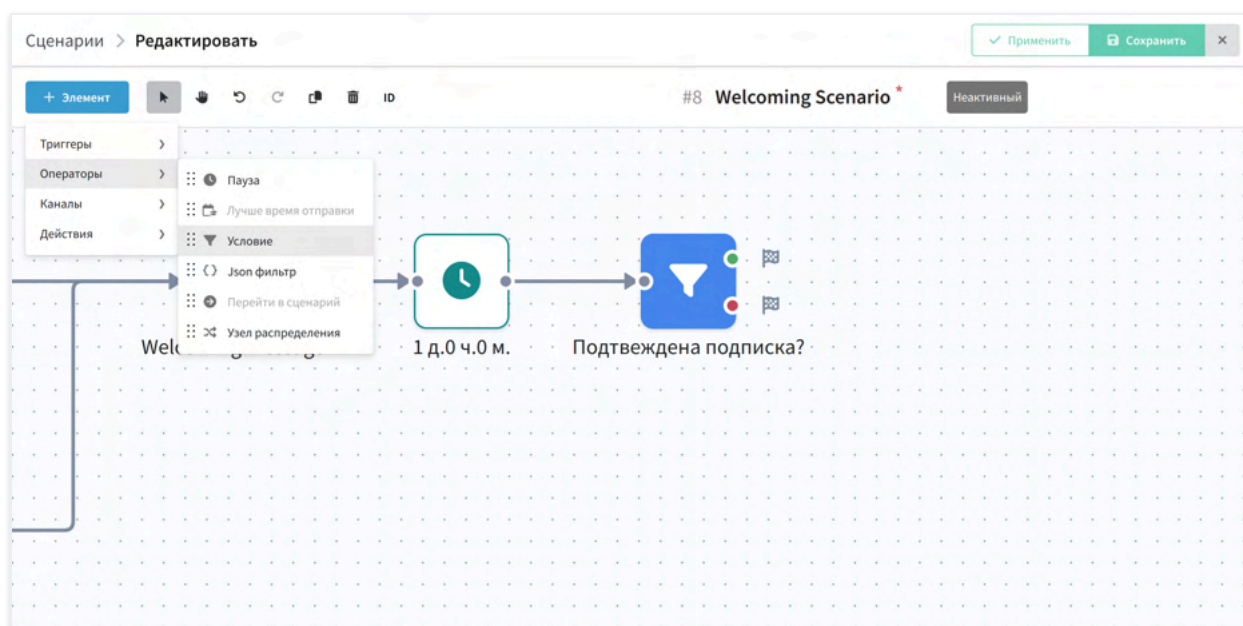 Сценарии > Редактировать
Применить
Сохранить
+ Элемент
ID
#8 Welcoming Scenario *
Неактивный
Триггеры
Операторы
Каналы
Действия
Пауза
Лучше время отправки
Условие
Json фильтр
Перейти в сценарий
Узел распределения
1 д.0 ч.0 м.
Подтвеждена подписка?